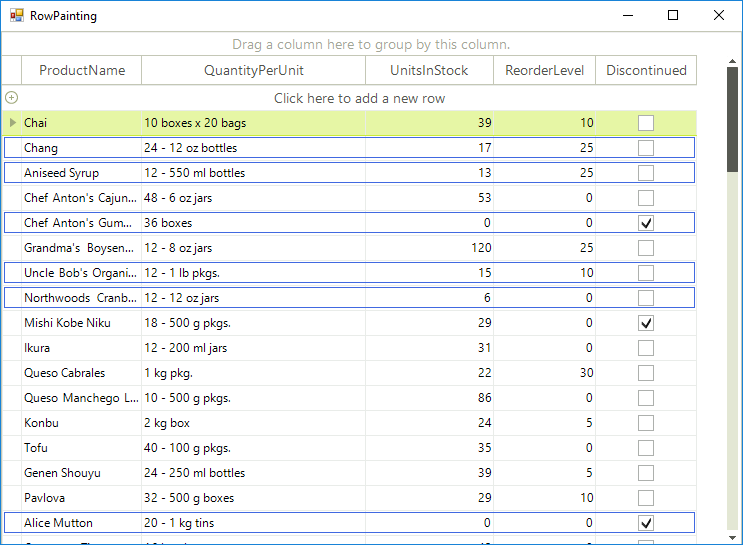 RowPainting
Drag a column here to group by this column.
ProductName QuantityPerUnit UnitsInStock ReorderLevel Discontinued
Click here to add a new row
Chai 10 boxes x 20 bags 39 10
Chang 24 - 12 oz bottles 17 25
Aniseed Syrup 12 - 550 ml bottles 13 25
Chef Anton's Cajun... 48 - 6 oz jars 53 0
Chef Anton's Gum... 36 boxes 0 0
Grandma's Boysen... 12 - 8 oz jars 120 25
Uncle Bob's Organi... 12 - 1 lb pkgs. 15 10
Northwoods Cranb... 12 - 12 oz jars 6 0
Mishi Kobe Niku 18 - 500 g pkgs. 29 0
Ikura 12 - 200 ml jars 31 0
Queso Cabrales 1 kg pkg. 22 30
Queso Manchego L... 10 - 500 g pkgs. 86 0
Konbu 2 kg box 24 5
Tofu 40 - 100 g pkgs. 35 0
Genen Shouyu 24 - 250 ml bottles 39 5
Pavlova 32 - 500 g boxes 29 10
Alice Mutton 20 - 1 kg tins 0 0